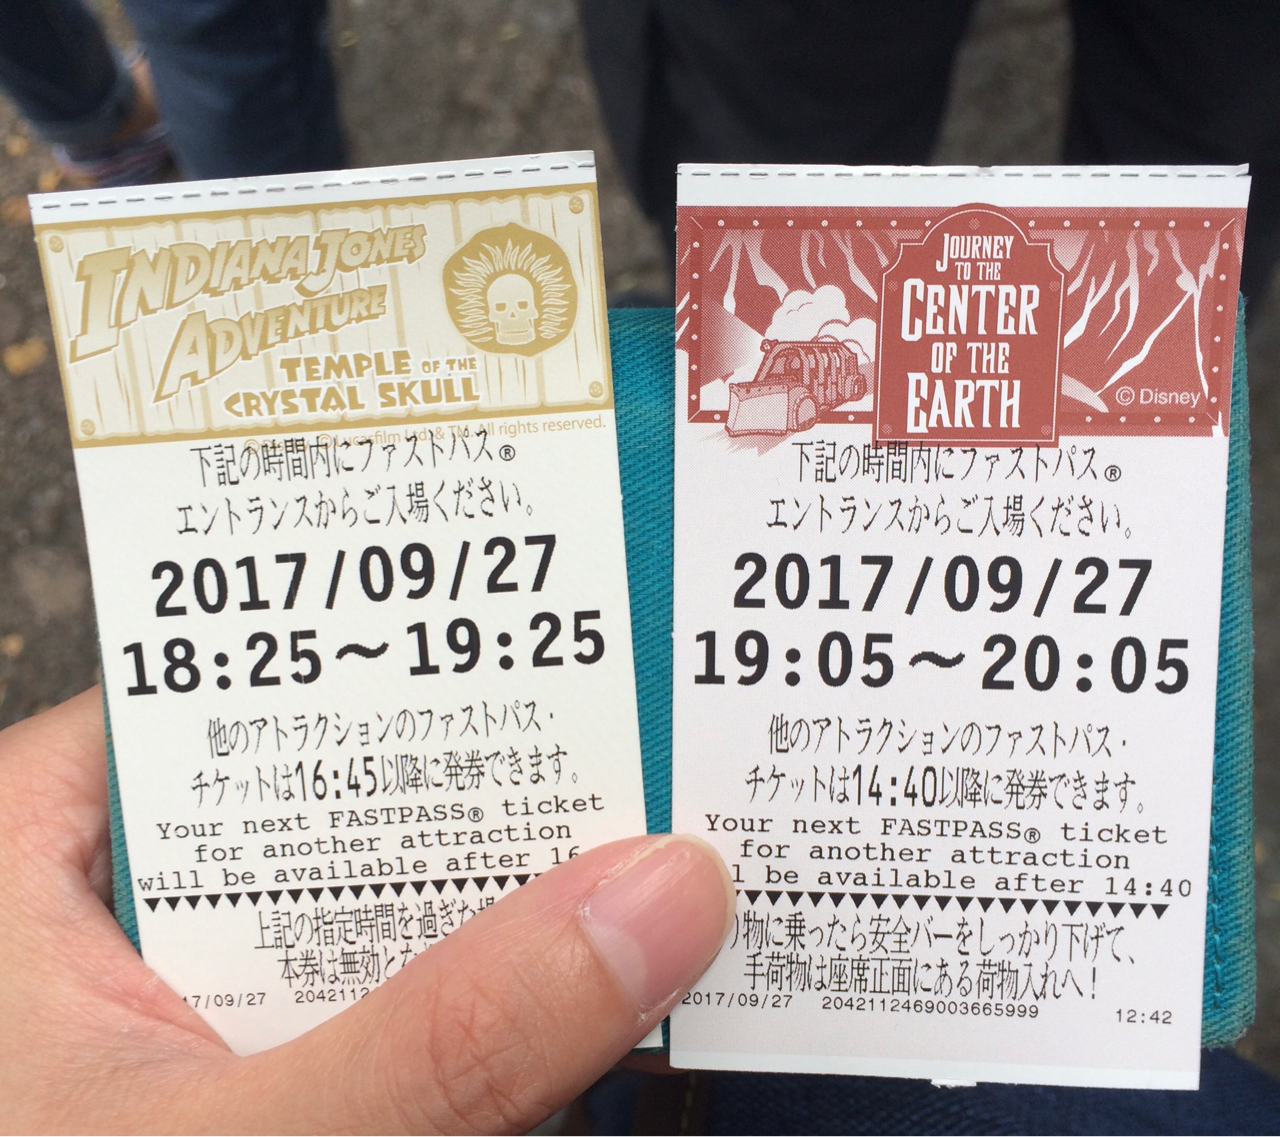 INDIANA JONES
ADVENTURE
TEMPLE OF THE
CRYSTAL SKULL
Lucasfilm Ltd. & TM. All rights reserved.
下記の時間内にファストパス®
エントランスからご入場ください。
2017/09/27
18:25～19:25
他のアトラクションのファストパス・
チケットは16:45以降に発券できます。
Your next FASTPASS® ticket
for another attraction
will be available after 16
上記の指定時間を過ぎた
本券は無効と
17/09/27 2042112
JOURNEY
TO THE
CENTER
OF THE
EARTH
© Disney
下記の時間内にファストパス®
エントランスからご入場ください。
2017/09/27
19:05～20:05
他のアトラクションのファストパス・
チケットは14:40以降に発券できます。
Your next FASTPASS® ticket
for another attraction
l be available after 14:40
り物に乗ったら安全バーをしっかり下げて、
手荷物は座席正面にある荷物入れへ!
2017/09/27 2042112469003665999 12:42